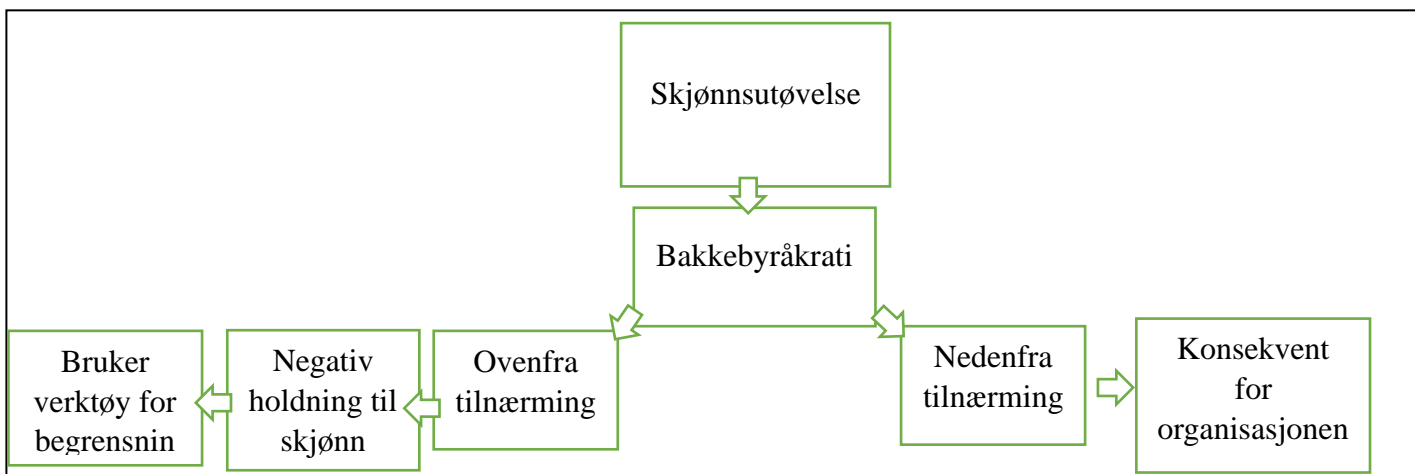 Skjønnsutøvelse
Bakkebyråkrati
Bruker
verktøy for
begrensnin
Negativ
holdning til
skjønn
Ovenfra
tilnærming
Nedenfra
tilnærming
Konsekvent
for
organisasjonen